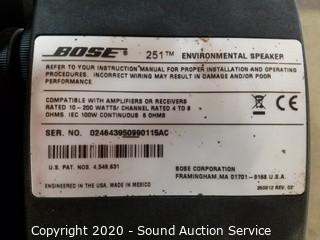 BOSE® 251™ ENVIRONMENTAL SPEAKER
REFER TO YOUR INSTRUCTION MANUAL FOR PROPER INSTALLATION AND OPERATING
PROCEDURES. INCORRECT WIRING MAY RESULT IN DAMAGE AND/OR POOR
PERFORMANCE.
COMPATIBLE WITH AMPLIFIERS OR RECEIVERS
RATED 10 - 200 WATTS/ CHANNEL RATED 4 TO 8
OHMS. IEC 100W CONTINUOUS 6 OHMS
CE
SER. NO. 024643950990115AC
U.S. PAT NOS. 4,549,631
BOSE CORPORATION
FRAMINGHAM, MA 01701-9168 U.S.A.
ENGINEERED IN THE USA, MADE IN MEXICO
Copyright © 2020 - Auction Ohio